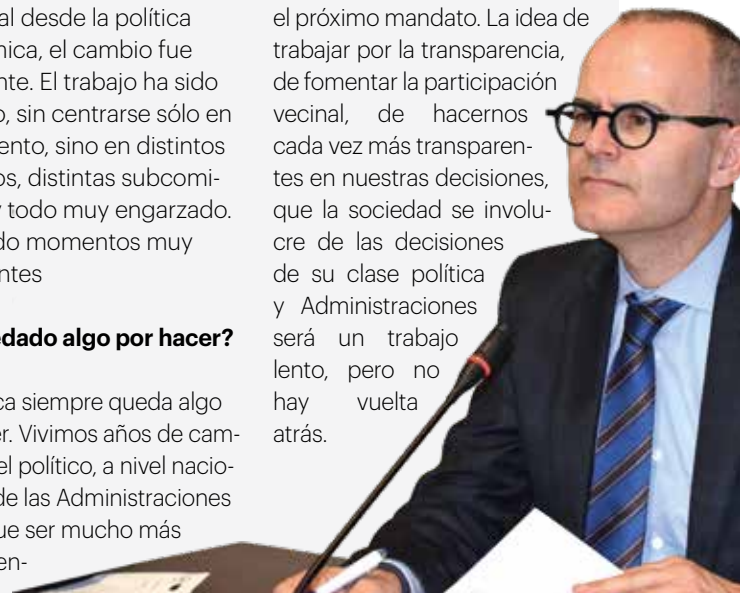 al desde la política
nica, el cambio fue
nte. El trabajo ha sido
o, sin centrarse sólo en
ento, sino en distintos
os, distintas subcomi-
y todo muy engarzado.
do momentos muy
ntes
edado algo por hacer?
ca siempre queda algo
er. Vivimos años de cam-
el político, a nivel nacio-
de las Administraciones
ue ser mucho más
en-
el próximo mandato. La idea de
trabajar por la transparencia,
de fomentar la participación
vecinal, de hacernos
cada vez más transparen-
tes en nuestras decisiones,
que la sociedad se involu-
cre de las decisiones
de su clase política
y Administraciones
será un trabajo
lento, pero no
hay vuelta
atrás.